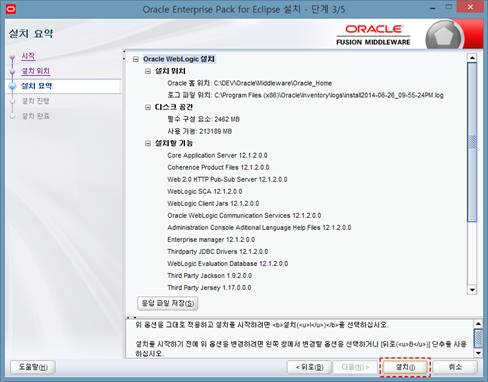 Oracle Enterprise Pack for Eclipse 설치 - 단계 3/5
설치 요약
ORACLE
FUSION MIDDLEWARE
시작
설치 위치
설치 요약
설치 진행
설치 완료
Oracle WebLogic 설치
설치 위치
Oracle 홈 위치: C:\DEV\Oracle\Middleware\Oracle_Home
로그 파일 위치: C:\Program Files (x86)\Oracle\Inventory\logs\install2014-06-26_09-55-24PM.log
디스크 공간
필수 구성 요소: 2462 MB
사용 가능: 213189 MB
설치할 기능
Core Application Server 12.1.2.0.0
Coherence Product Files 12.1.2.0.0
Web 2.0 HTTP Pub-Sub Server 12.1.2.0.0
WebLogic SCA 12.1.2.0.0
WebLogic Client Jars 12.1.2.0.0
Oracle WebLogic Communication Services 12.1.2.0.0
Administration Console Aditional Language Help Files 12.1.2.0.0
Enterprise manager 12.1.2.0.0
Thirdparty JDBC Drivers 12.1.2.0.0
WebLogic Evaluation Database 12.1.2.0.0
Third Party Jackson 1.9.2.0.0
Third Party Jersey 1.17.0.0.0
응답 파일 저장(S)
위 옵션을 그대로 적용하고 설치를 시작하려면 <b>설치(<u>I</u>)</b>를 선택하십시오.
설치를 시작하기 전에 위 옵션을 변경하려면 왼쪽 창에서 변경할 옵션을 선택하거나 [뒤로(<u>B</u>)] 단추를 사용
하십시오.
도움말(H)
< 뒤로(B)
다음(N) >
설치(I)
취소